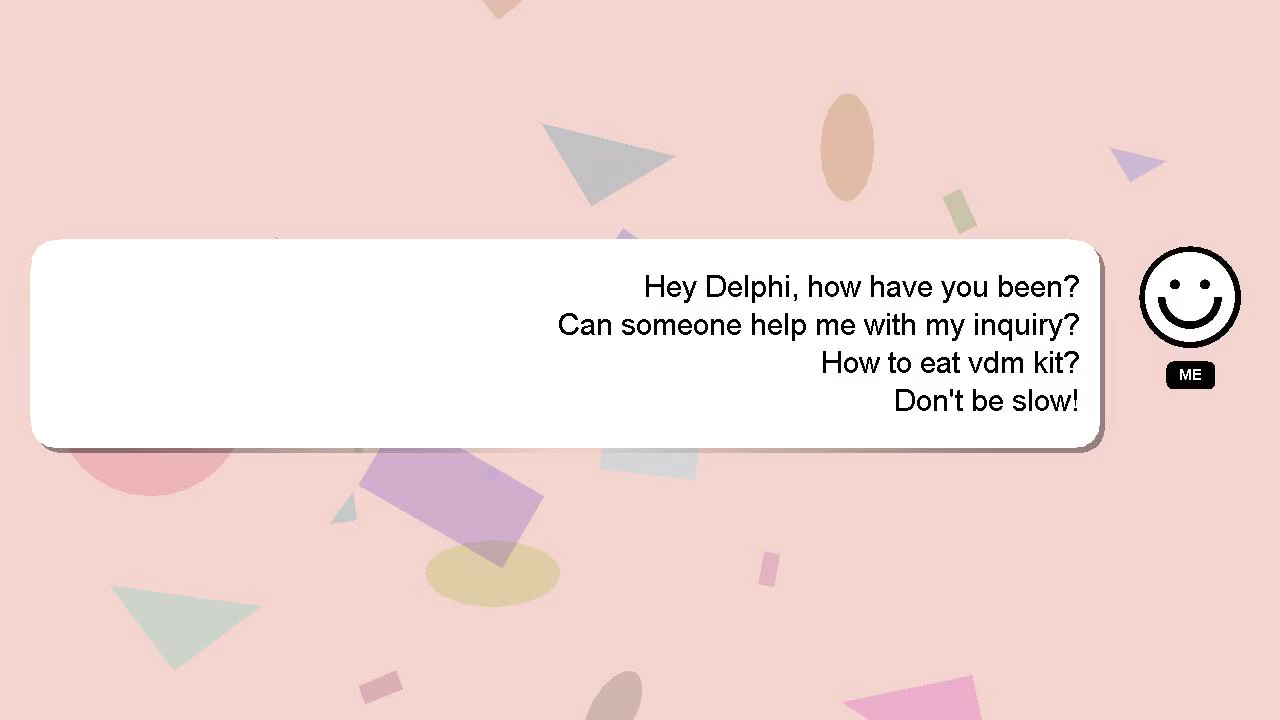 Hey Delphi, how have you been?
Can someone help me with my inquiry?
How to eat vdm kit?
Don't be slow!
ME